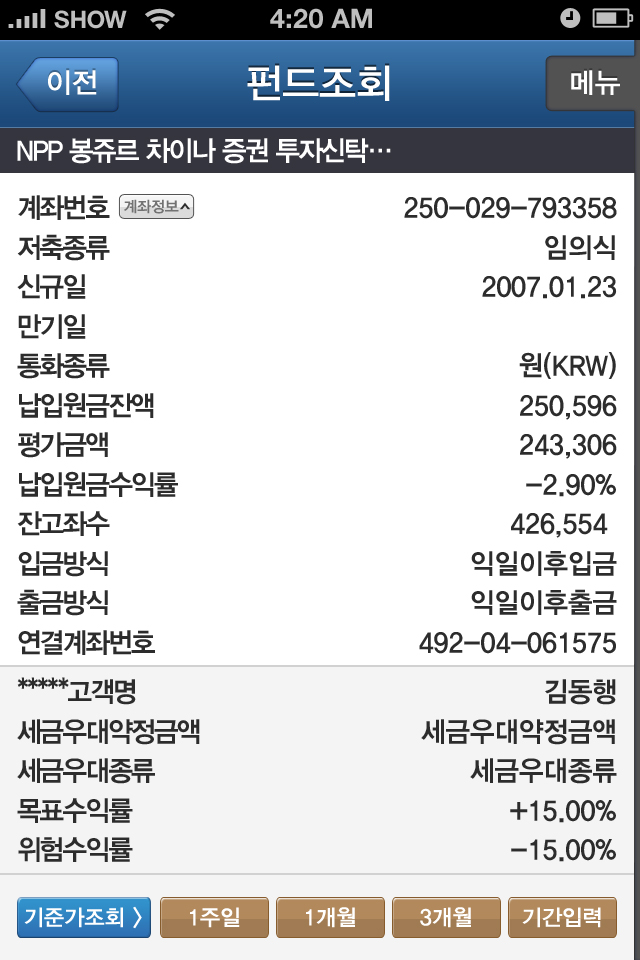 SHOW 4:20 AM
이전 펀드조회 메뉴
NPP 봉쥬르 차이나 증권 투자신탁…
계좌번호 계좌정보 250-029-793358
저축종류 임의식
신규일 2007.01.23
만기일
통화종류 원(KRW)
납입원금잔액 250,596
평가금액 243,306
납입원금수익률 -2.90%
잔고좌수 426,554
입금방식 익일이후입금
출금방식 익일이후출금
연결계좌번호 492-04-061575
*****고객명 김동행
세금우대약정금액 세금우대약정금액
세금우대종류 세금우대종류
목표수익률 +15.00%
위험수익률 -15.00%
기준가조회 〉 1주일 1개월 3개월 기간입력